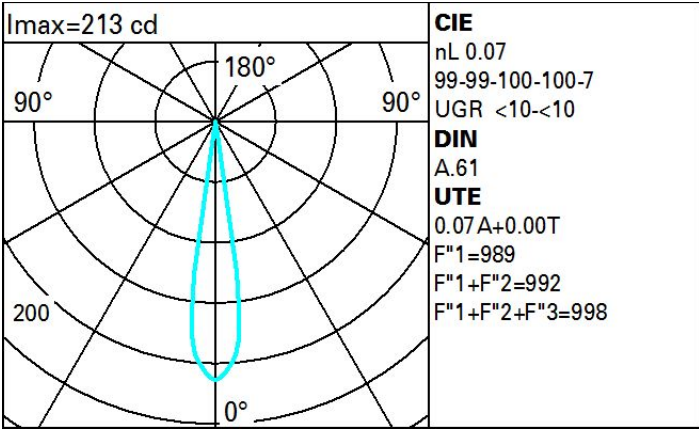 Imax=213 cd
180°
90°
90°
200
0°
CIE
nL 0.07
99-99-100-100-7
UGR <10-<10
DIN
A.61
UTE
0.07A+0.00T
F"1=989
F"1+F"2=992
F"1+F"2+F"3=998